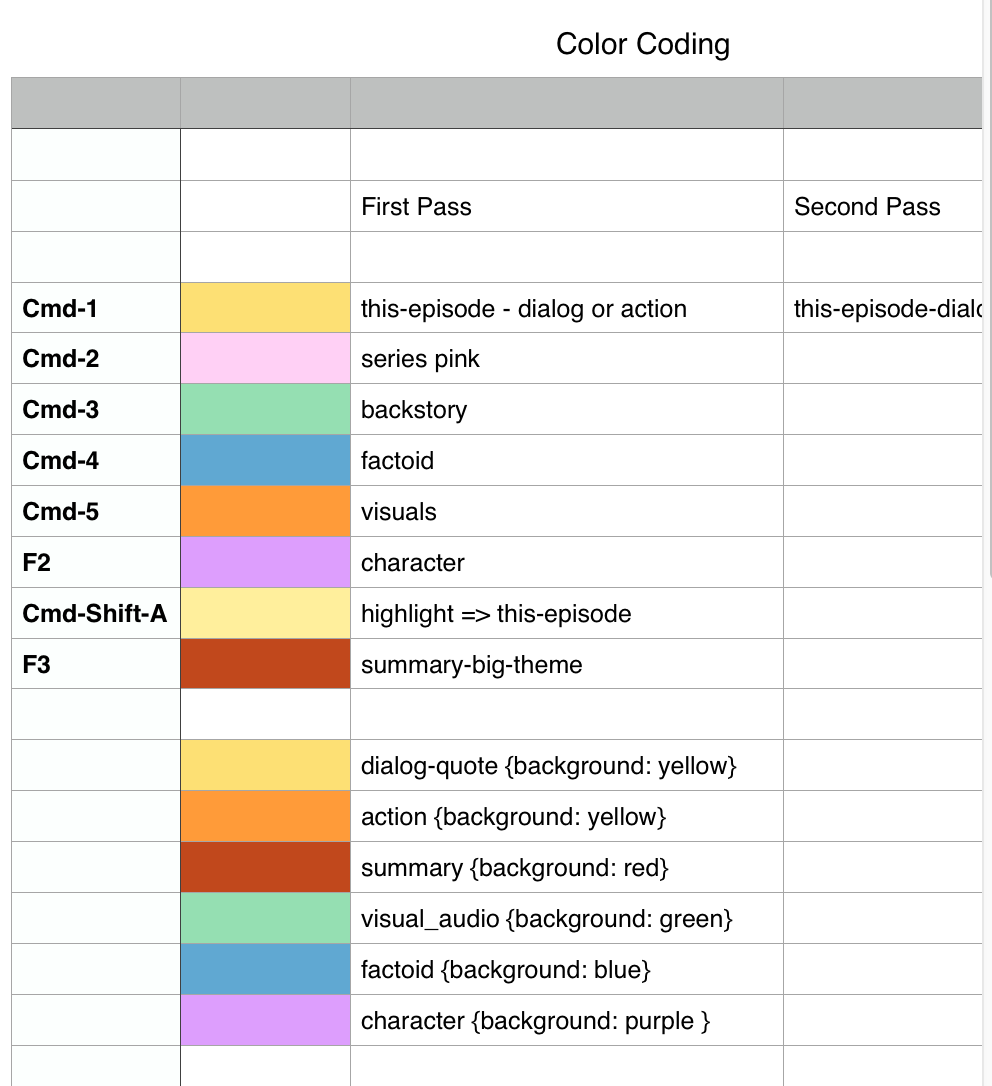 Color Coding
First Pass Second Pass
Cmd-1 this-episode - dialog or action this-episode-dialo
Cmd-2 series pink
Cmd-3 backstory
Cmd-4 factoid
Cmd-5 visuals
F2 character
Cmd-Shift-A highlight => this-episode
F3 summary-big-theme
dialog-quote {background: yellow}
action {background: yellow}
summary {background: red}
visual_audio {background: green}
factoid {background: blue}
character {background: purple }